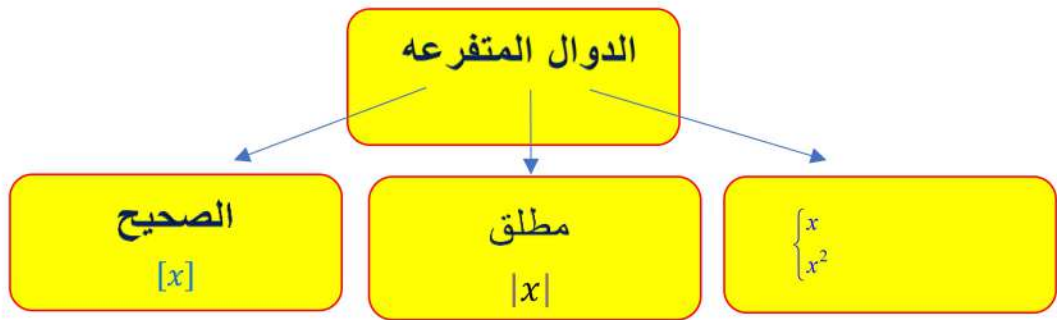 الدوال المتفرعه
{x
x²
مطلق
|x|
الصحيح
[x]